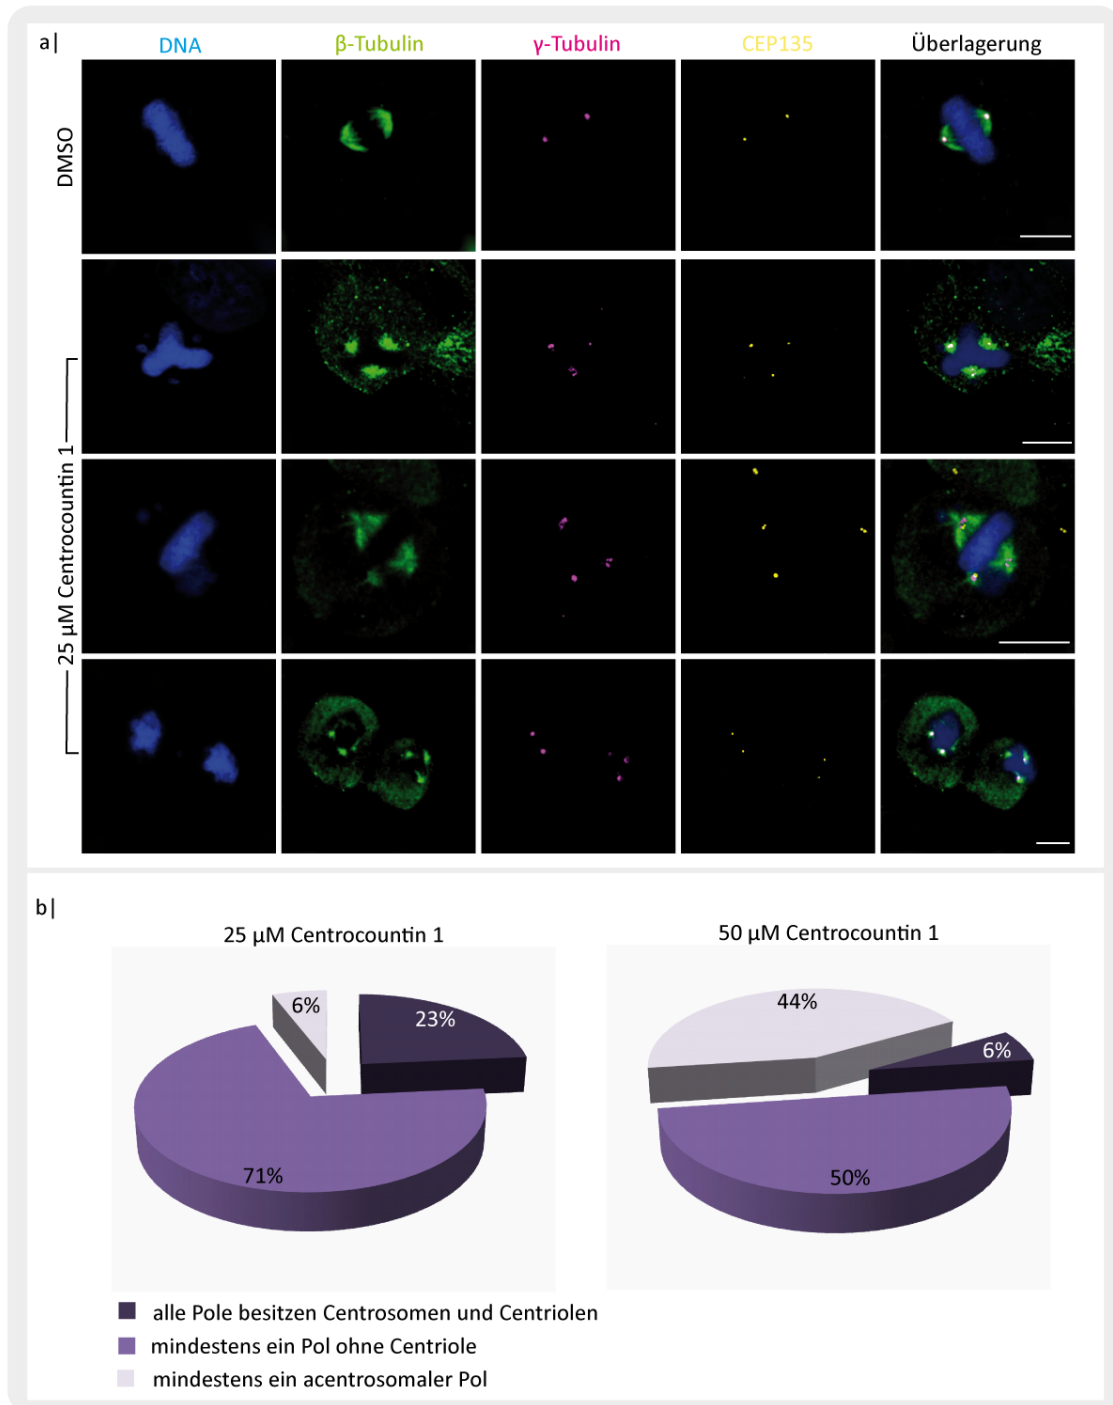 a|
DNA
β-Tubulin
γ-Tubulin
CEP135
Überlagerung
DMSO
25 µM Centrocountin 1
b|
25 µM Centrocountin 1
50 µM Centrocountin 1
6%
23%
71%
44%
6%
50%
alle Pole besitzen Centrosomen und Centriolen
mindestens ein Pol ohne Centriole
mindestens ein acentrosomaler Pol